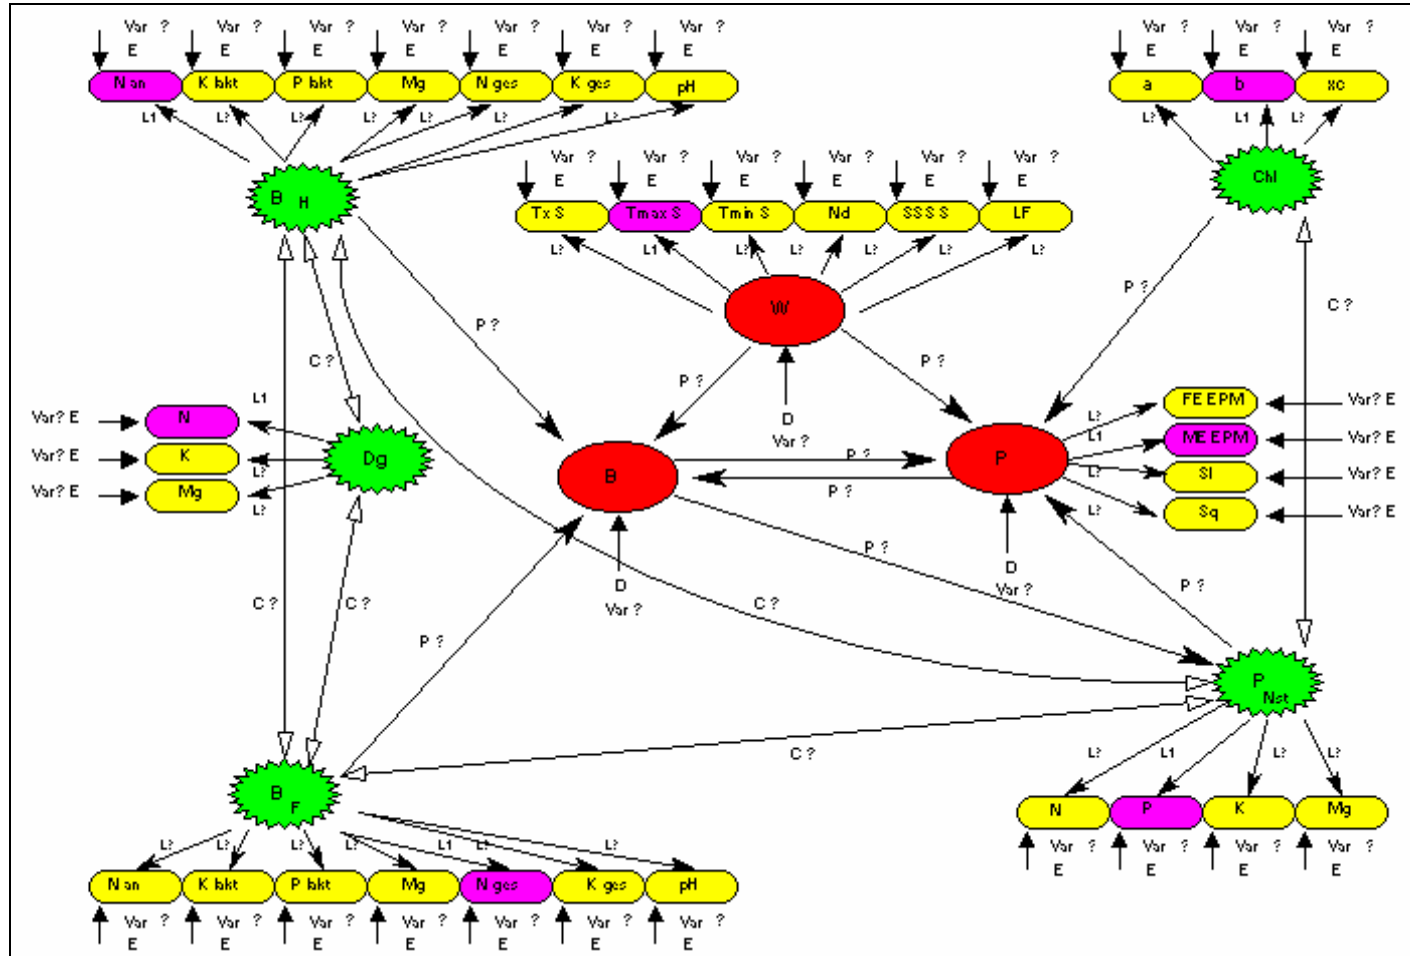 Var ? Var ? Var ? Var ? Var ? Var ? Var ?
E E E E E E E
N an K lakt P lakt Mg N ges K ges pH
L1 L? L? L? L? L? L?
Var ? Var ? Var ?
E E E
a b xc
L? L1 L?
B H
Chl
Var ? Var ? Var ? Var ? Var ? Var ?
E E E E E E
Tx S Tmax S Tmin S Nd SSS S LF
L? L1 L? L? L? L?
W
P ?
P ?
C ?
C ?
P ?
P ?
D
Var ?
L1
Var? E N
Var? E K
L?
Var? E Mg
L?
Dg
B
P ?
P ?
P
L? FE EPM Var? E
L1 ME EPM Var? E
L? SI Var? E
L? Sq Var? E
D
Var ?
D
Var ?
P ?
P ?
C ?
C ?
C ?
P ?
C ?
P Nst
L? L1 L? L?
N P K Mg
Var ? Var ? Var ? Var ?
E E E E
B F
L? L? L? L? L1 L? L?
N an K lakt P lakt Mg N ges K ges pH
Var ? Var ? Var ? Var ? Var ? Var ? Var ?
E E E E E E E